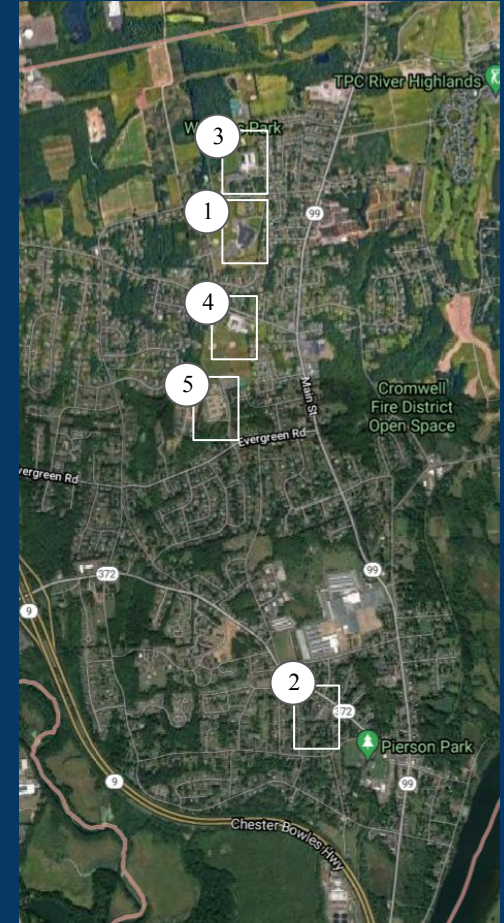 TPC River Highlands
3
99
1
4
Main St
Cromwell
Fire District
Open Space
5
Evergreen Rd
vergreen Rd
99
372
9
2
372
Pierson Park
9
99
Chester Bowles Hwy